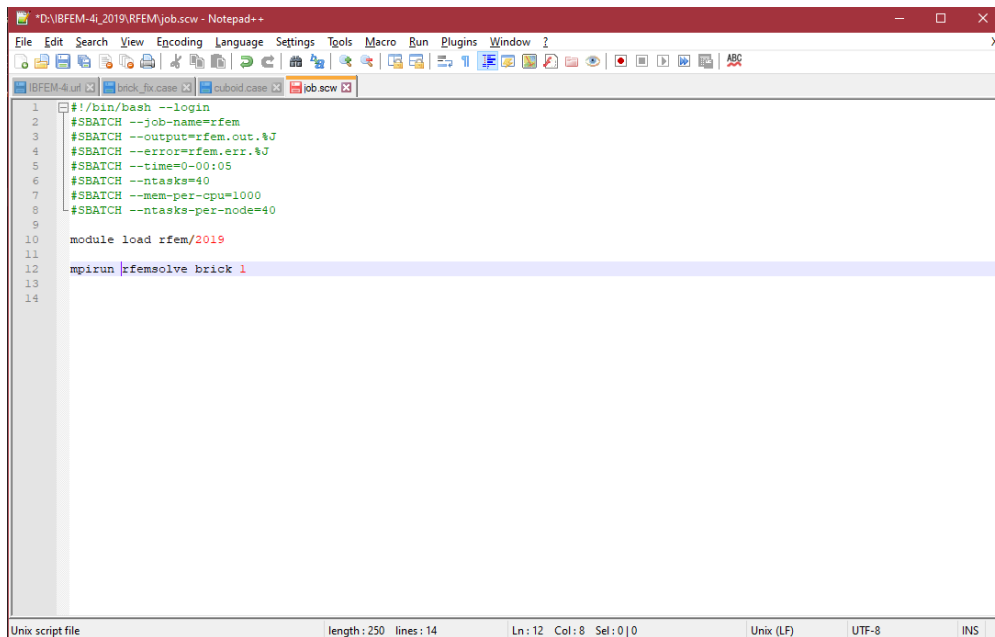 *D:\IBFEM-4i_2019\RFEM\job.scw - Notepad++
File Edit Search View Encoding Language Settings Tools Macro Run Plugins Window ? X
ABC
IBFEM-4i.url brick_fix.case cuboid.case job.scw
1 #!/bin/bash --login
2 #SBATCH --job-name=rfem
3 #SBATCH --output=rfem.out.%J
4 #SBATCH --error=rfem.err.%J
5 #SBATCH --time=0-00:05
6 #SBATCH --ntasks=40
7 #SBATCH --mem-per-cpu=1000
8 #SBATCH --ntasks-per-node=40
9
10 module load rfem/2019
11
12 mpirun rfemsolve brick 1
13
14
Unix script file length : 250 lines : 14 Ln : 12 Col : 8 Sel : 0 | 0 Unix (LF) UTF-8 INS